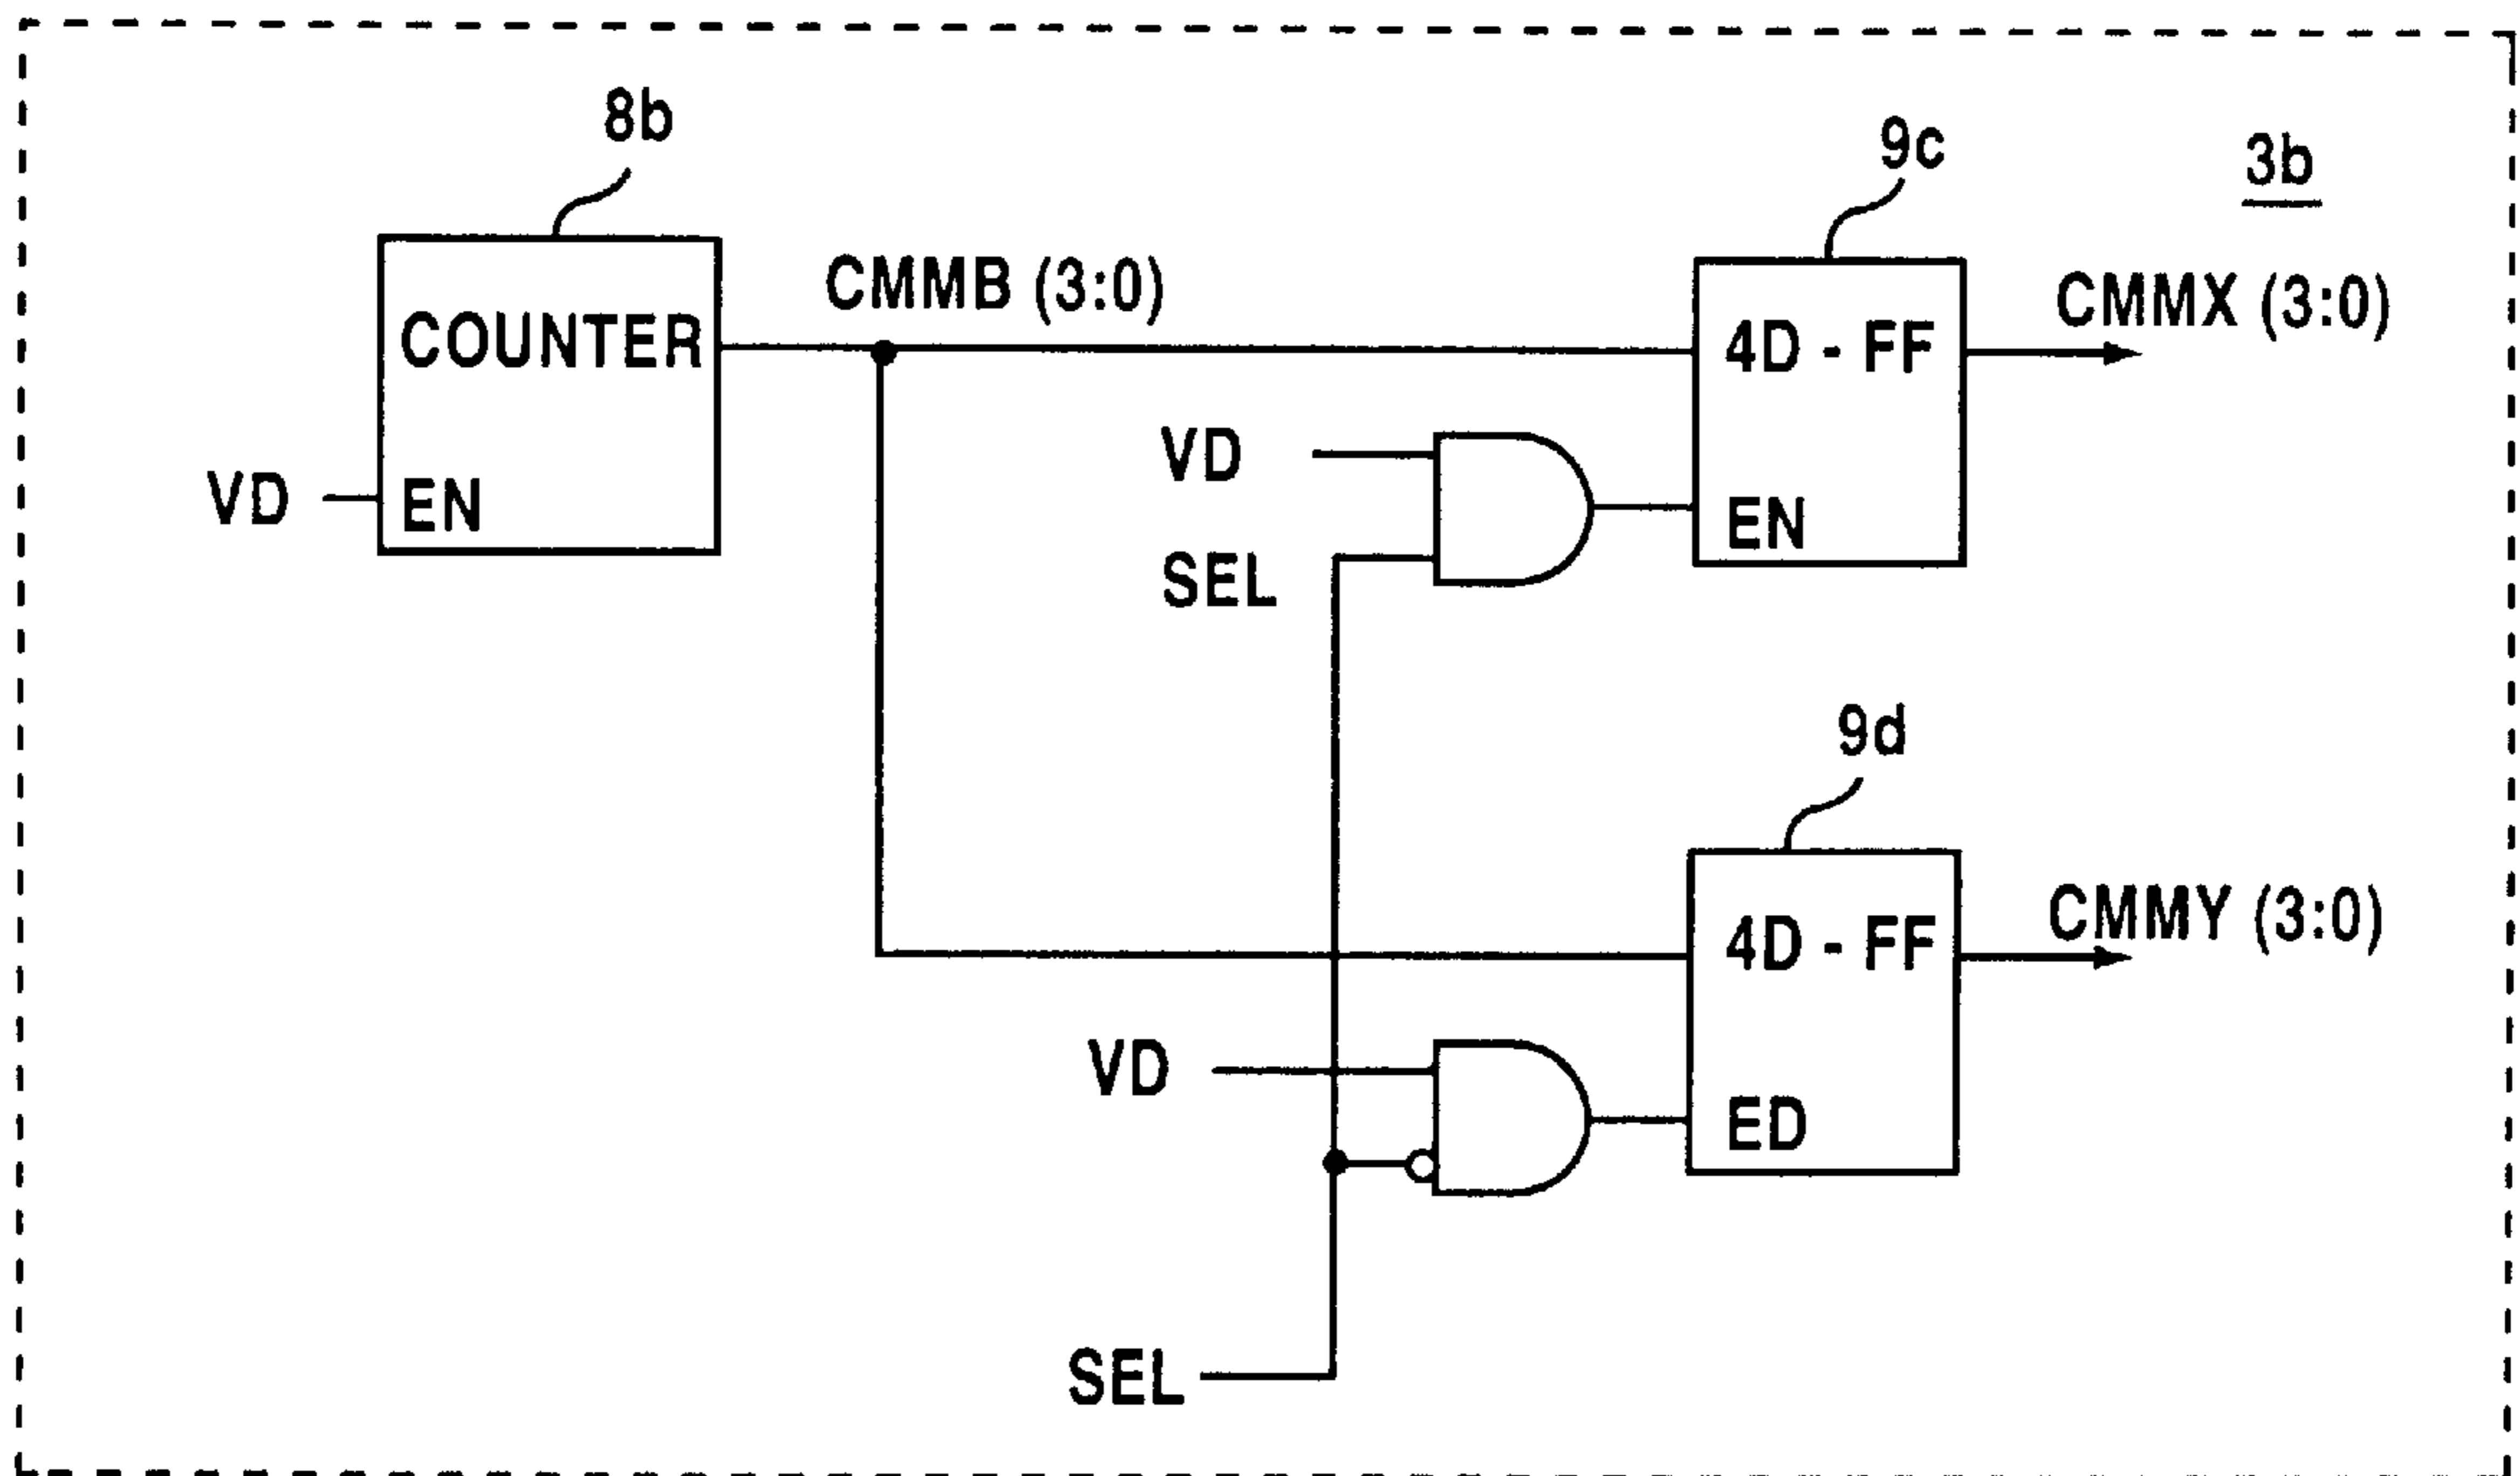 8b
9c
3b
CMMB (3:0)
CMMX (3:0)
COUNTER
4D - FF
VD
VD
EN
EN
SEL
9d
CMMY (3:0)
4D - FF
VD
ED
SEL